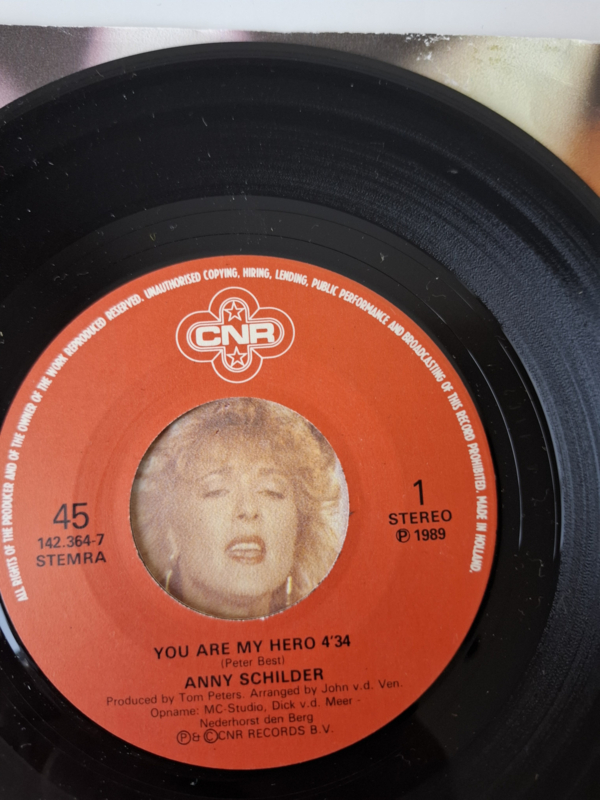 ALL RIGHTS OF THE PRODUCER AND OF THE OWNER OF THE WORK REPRODUCED RESERVED. UNAUTHORISED COPYING, HIRING, LENDING, PUBLIC PERFORMANCE AND BROADCASTING OF THIS RECORD PROHIBITED. MADE IN HOLLAND.
CNR
45
142.364-7
STEMRA
1
STEREO
Ⓟ 1989
YOU ARE MY HERO 4'34
(Peter Best)
ANNY SCHILDER
Produced by Tom Peters. Arranged by John v.d. Ven.
Opname: MC-Studio, Dick v.d. Meer -
Nederhorst den Berg
Ⓟ&©CNR RECORDS B.V.